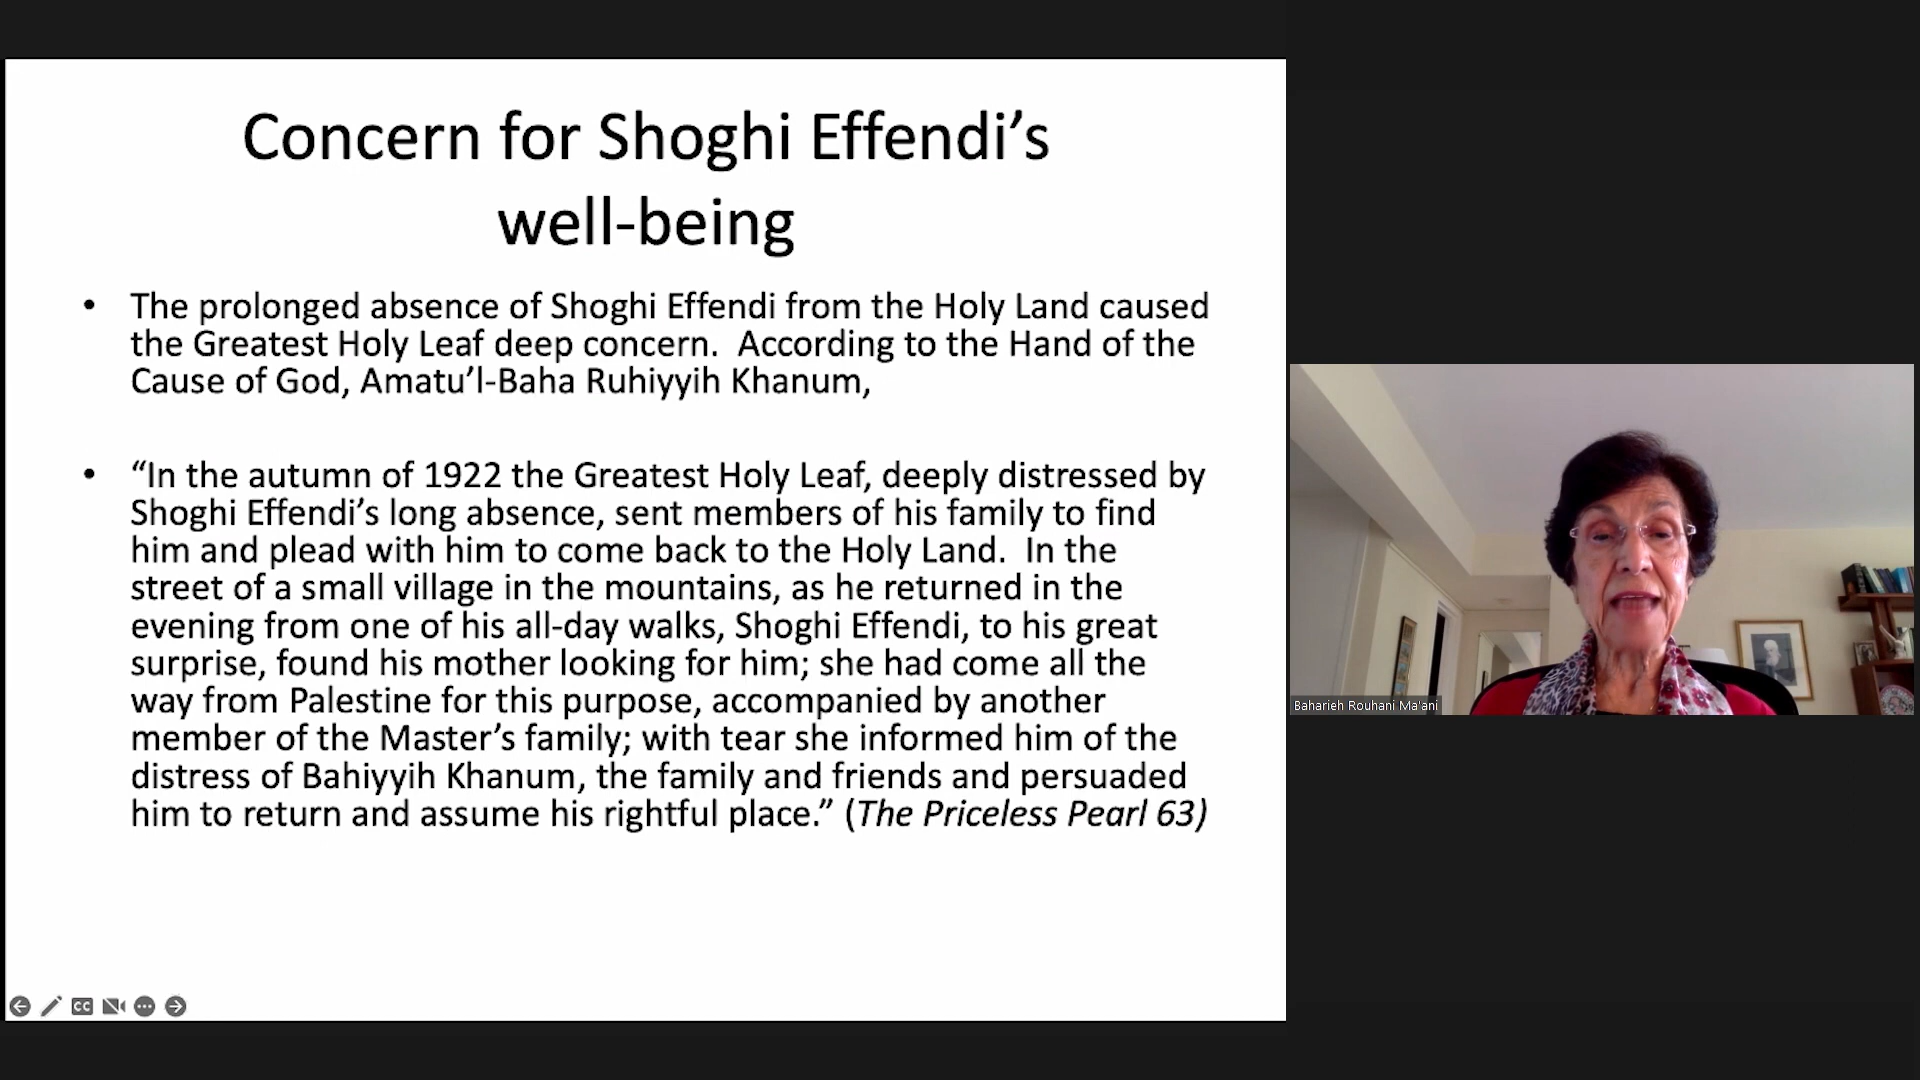 Concern for Shoghi Effendi’s
well-being
• The prolonged absence of Shoghi Effendi from the Holy Land caused
the Greatest Holy Leaf deep concern.  According to the Hand of the
Cause of God, Amatu’l-Baha Ruhiyyih Khanum,
• “In the autumn of 1922 the Greatest Holy Leaf, deeply distressed by
Shoghi Effendi’s long absence, sent members of his family to find
him and plead with him to come back to the Holy Land.  In the
street of a small village in the mountains, as he returned in the
evening from one of his all-day walks, Shoghi Effendi, to his great
surprise, found his mother looking for him; she had come all the
way from Palestine for this purpose, accompanied by another
member of the Master’s family; with tear she informed him of the
distress of Bahiyyih Khanum, the family and friends and persuaded
him to return and assume his rightful place.” (The Priceless Pearl 63)
CC
Baharieh Rouhani Ma'ani